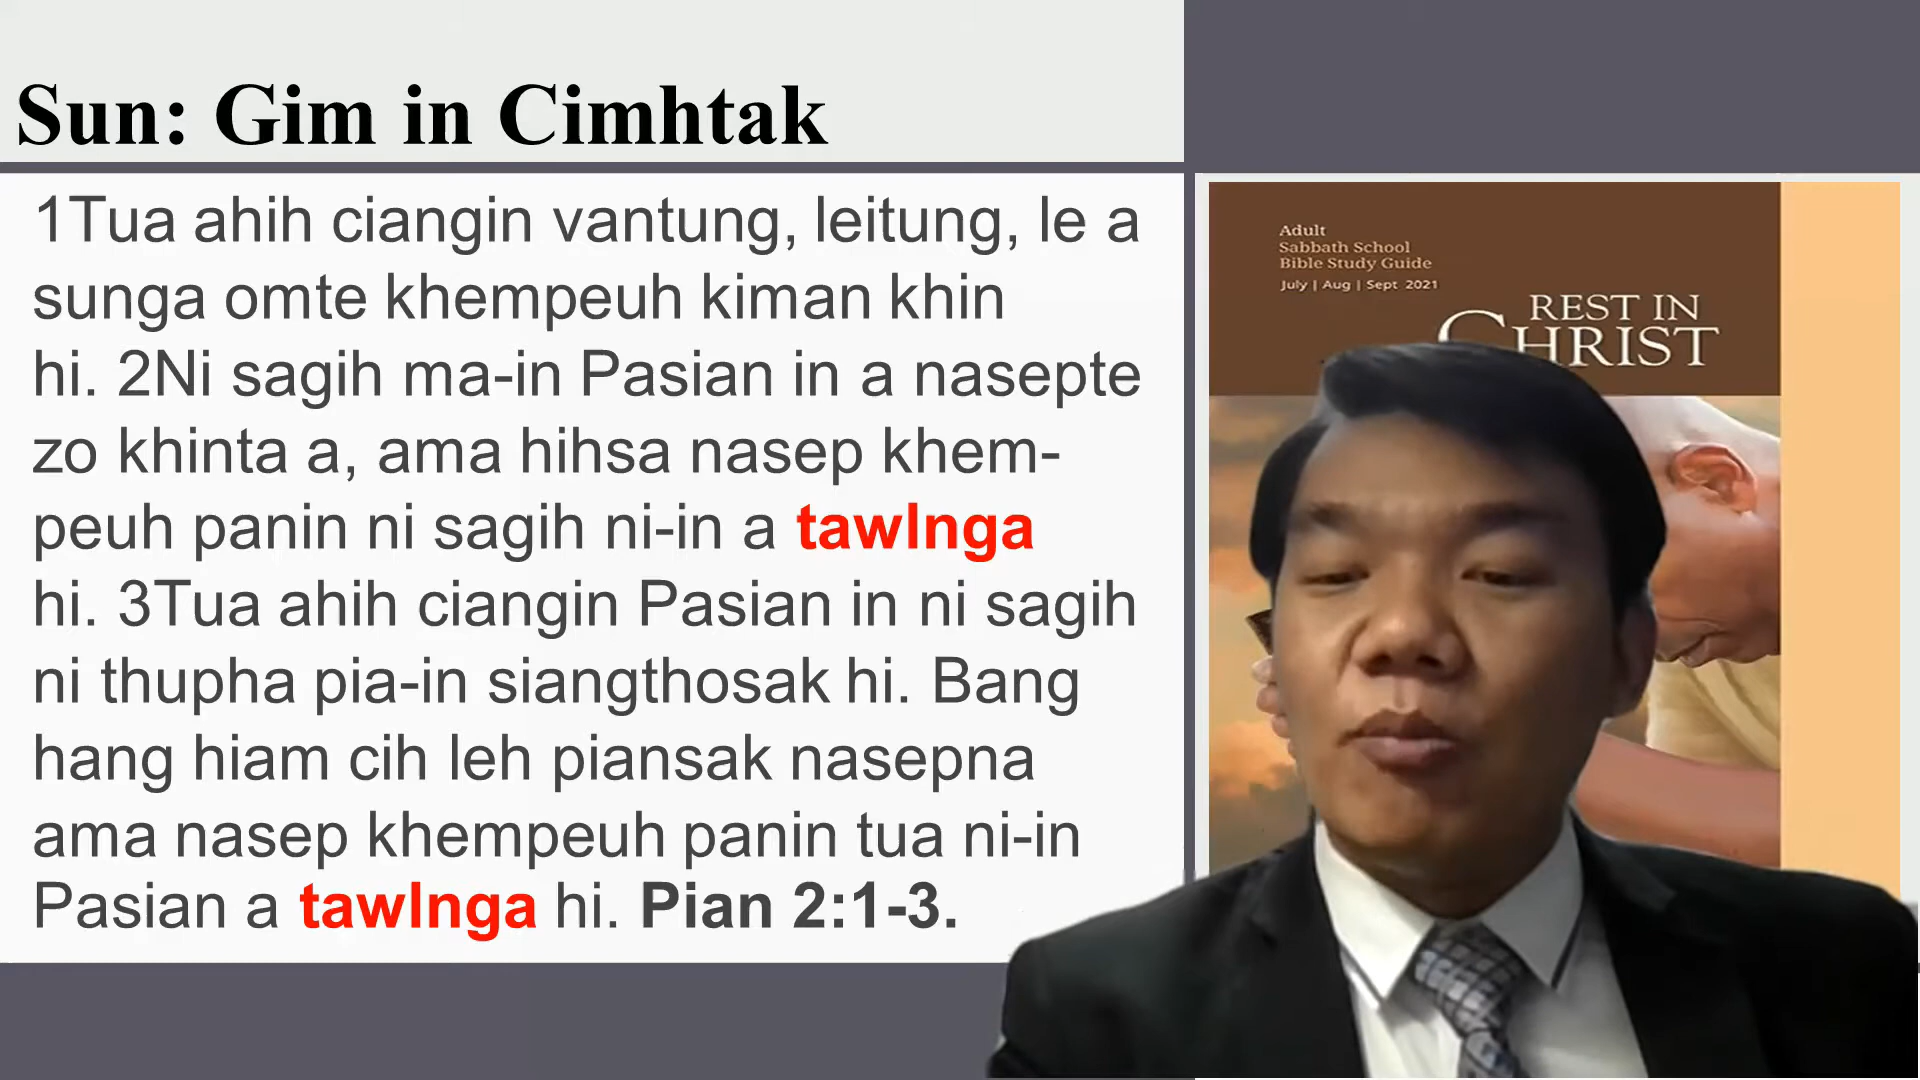 Sun: Gim in Cimhtak
1Tua ahih ciangin vantung, leitung, le a
sunga omte khempeuh kiman khin
hi. 2Ni sagih ma-in Pasian in a nasepte
zo khinta a, ama hihsa nasep khem-
peuh panin ni sagih ni-in a tawlnga
hi. 3Tua ahih ciangin Pasian in ni sagih
ni thupha pia-in siangthosak hi. Bang
hang hiam cih leh piansak nasepna
ama nasep khempeuh panin tua ni-in
Pasian a tawlnga hi. Pian 2:1-3.
Adult
Sabbath School
Bible Study Guide
July | Aug | Sept 2021
REST IN
CHRIST